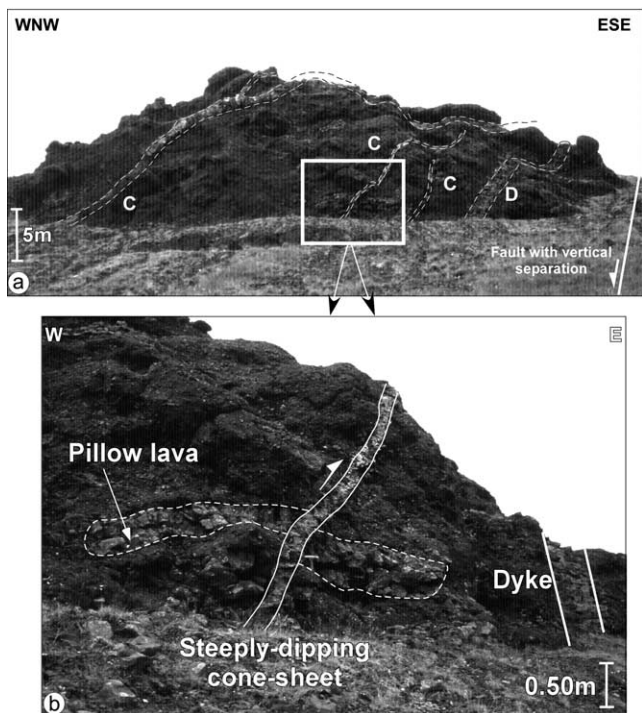 WNW
ESE
C
C
C
D
5m
Fault with vertical
separation
a
W
E
Pillow lava
Dyke
Steeply-dipping
cone-sheet
0.50m
b